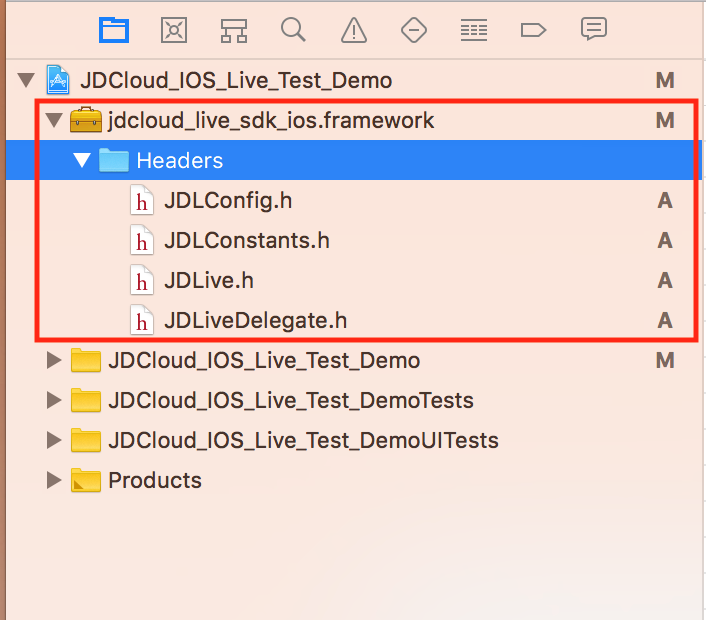 JDCloud_IOS_Live_Test_Demo M
jdcloud_live_sdk_ios.framework M
Headers
h JDLConfig.h A
h JDLConstants.h A
h JDLive.h A
h JDLiveDelegate.h A
JDCloud_IOS_Live_Test_Demo M
JDCloud_IOS_Live_Test_DemoTests
JDCloud_IOS_Live_Test_DemoUITests
Products